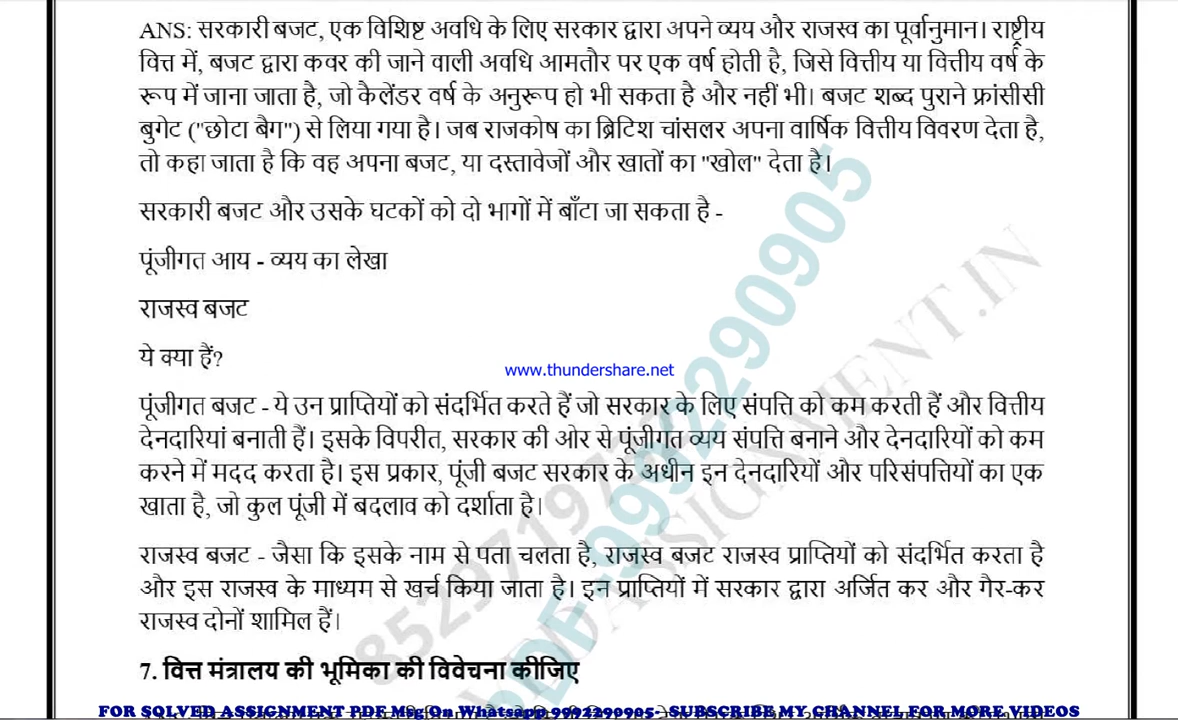 ANS: सरकारी बजट, एक विशिष्ट अवधि के लिए सरकार द्वारा अपने व्यय और राजस्व का पूर्वानुमान। राष्ट्रीय
वित्त में, बजट द्वारा कवर की जाने वाली अवधि आमतौर पर एक वर्ष होती है, जिसे वित्तीय या वित्तीय वर्ष के
रूप में जाना जाता है, जो कैलेंडर वर्ष के अनुरूप हो भी सकता है और नहीं भी। बजट शब्द पुराने फ्रांसीसी
बुगेट ("छोटा बैग") से लिया गया है। जब राजकोष का ब्रिटिश चांसलर अपना वार्षिक वित्तीय विवरण देता है,
तो कहा जाता है कि वह अपना बजट, या दस्तावेजों और खातों का "खोल" देता है।
सरकारी बजट और उसके घटकों को दो भागों में बाँटा जा सकता है -
पूंजीगत आय - व्यय का लेखा
राजस्व बजट
ये क्या हैं?
www.thundershare.net
पूंजीगत बजट - ये उन प्राप्तियों को संदर्भित करते हैं जो सरकार के लिए संपत्ति को कम करती हैं और वित्तीय
देनदारियां बनाती हैं। इसके विपरीत, सरकार की ओर से पूंजीगत व्यय संपत्ति बनाने और देनदारियों को कम
करने में मदद करता है। इस प्रकार, पूंजी बजट सरकार के अधीन इन देनदारियों और परिसंपत्तियों का एक
खाता है, जो कुल पूंजी में बदलाव को दर्शाता है।
राजस्व बजट - जैसा कि इसके नाम से पता चलता है, राजस्व बजट राजस्व प्राप्तियों को संदर्भित करता है
और इस राजस्व के माध्यम से खर्च किया जाता है। इन प्राप्तियों में सरकार द्वारा अर्जित कर और गैर-कर
राजस्व दोनों शामिल हैं।
7. वित्त मंत्रालय की भूमिका की विवेचना कीजिए
FOR SOLVED ASSIGNMENT PDF Msg On Whatsapp 9992290905- SUBSCRIBE MY CHANNEL FOR MORE VIDEOS
PDF 9992290905